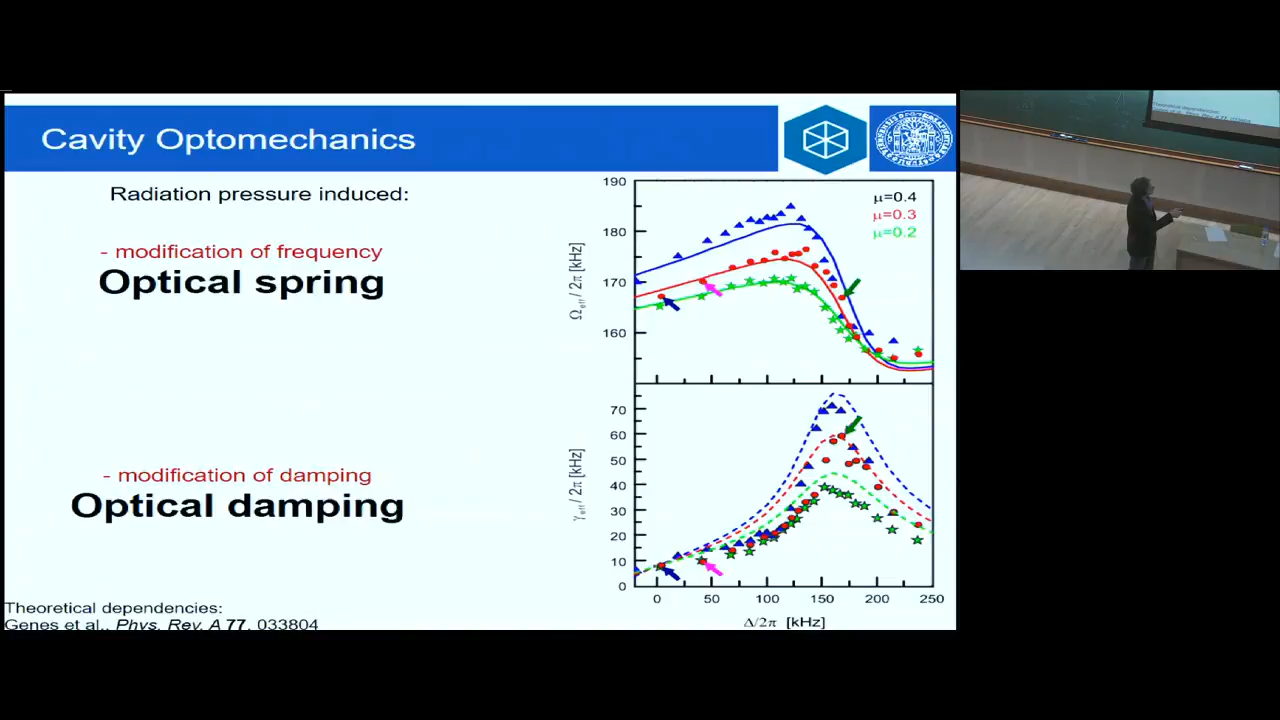 Cavity Optomechanics
Radiation pressure induced:
- modification of frequency
Optical spring
- modification of damping
Optical damping
Theoretical dependencies:
Genes et al., Phys. Rev. A 77, 033804
190
180
170
160
Ωeff / 2π [kHz]
μ=0.4
μ=0.3
μ=0.2
70
60
50
40
30
20
10
0
γeff / 2π [kHz]
0 50 100 150 200 250
Δ/2π [kHz]